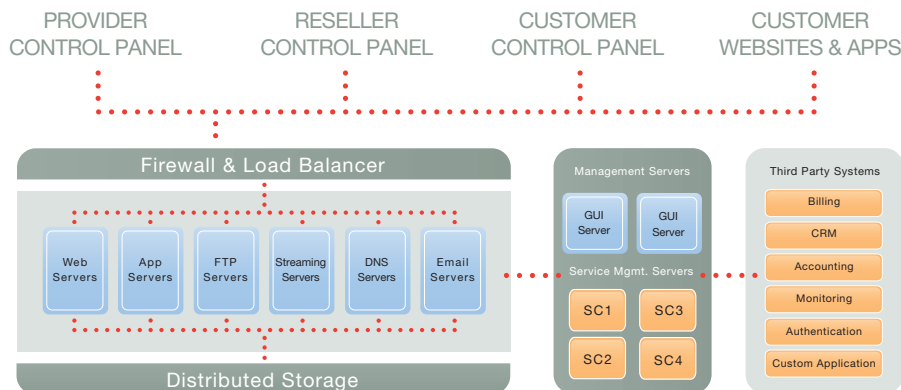 PROVIDER
CONTROL PANEL
RESELLER
CONTROL PANEL
CUSTOMER
CONTROL PANEL
CUSTOMER
WEBSITES & APPS
Firewall & Load Balancer
Web
Servers
App
Servers
FTP
Servers
Streaming
Servers
DNS
Servers
Email
Servers
Distributed Storage
Management Servers
GUI
Server
GUI
Server
Service Mgmt. Servers
SC1
SC3
SC2
SC4
Third Party Systems
Billing
CRM
Accounting
Monitoring
Authentication
Custom Application